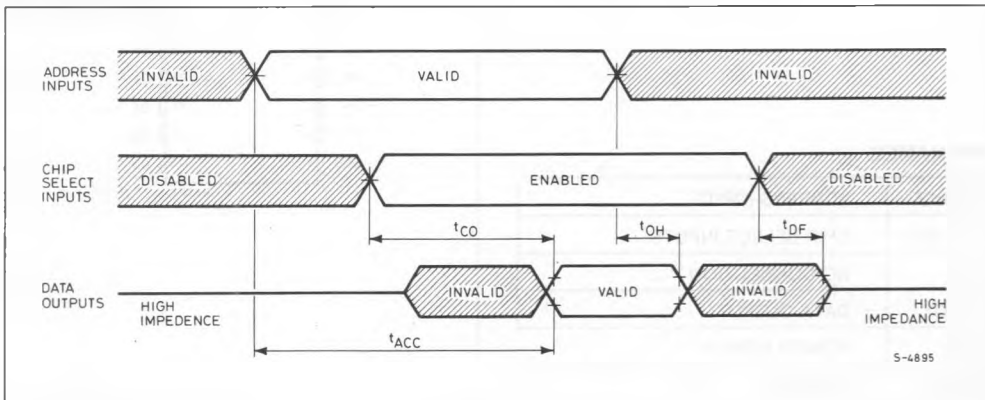 ADDRESS
INPUTS
INVALID
VALID
INVALID
CHIP
SELECT
INPUTS
DISABLED
ENABLED
DISABLED
tCO
tOH
tDF
DATA
OUTPUTS
HIGH
IMPEDENCE
INVALID
VALID
INVALID
HIGH
IMPEDANCE
tACC
S-4895